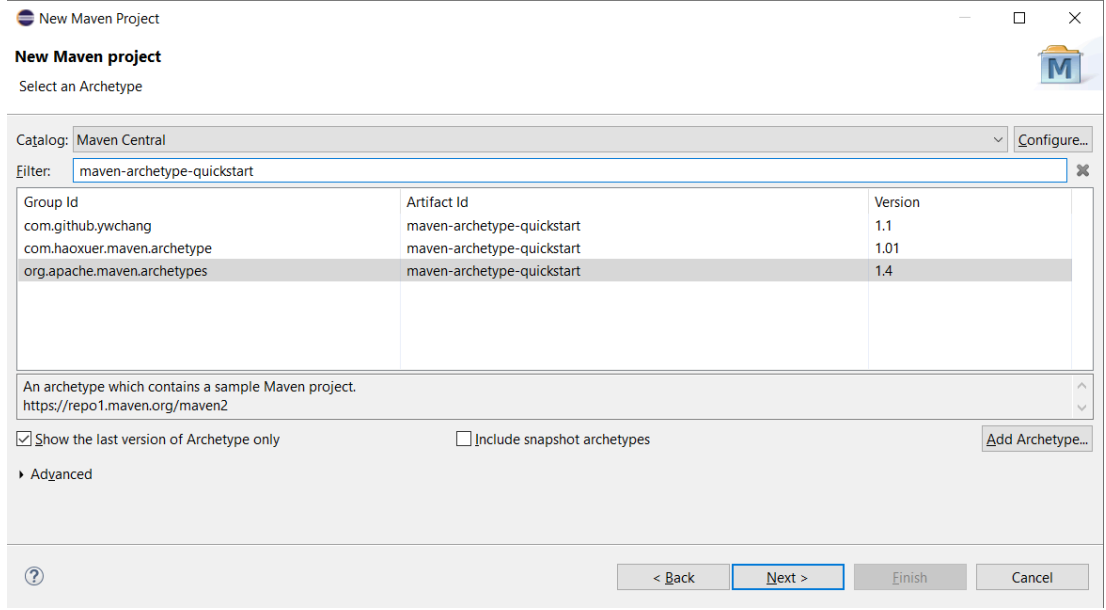 New Maven Project
New Maven project
Select an Archetype
M
Catalog: Maven Central Configure...
Filter: maven-archetype-quickstart
Group Id Artifact Id Version
com.github.ywchang maven-archetype-quickstart 1.1
com.haoxuer.maven.archetype maven-archetype-quickstart 1.01
org.apache.maven.archetypes maven-archetype-quickstart 1.4
An archetype which contains a sample Maven project.
https://repo1.maven.org/maven2
Show the last version of Archetype only Include snapshot archetypes Add Archetype...
Advanced
? < Back Next > Finish Cancel